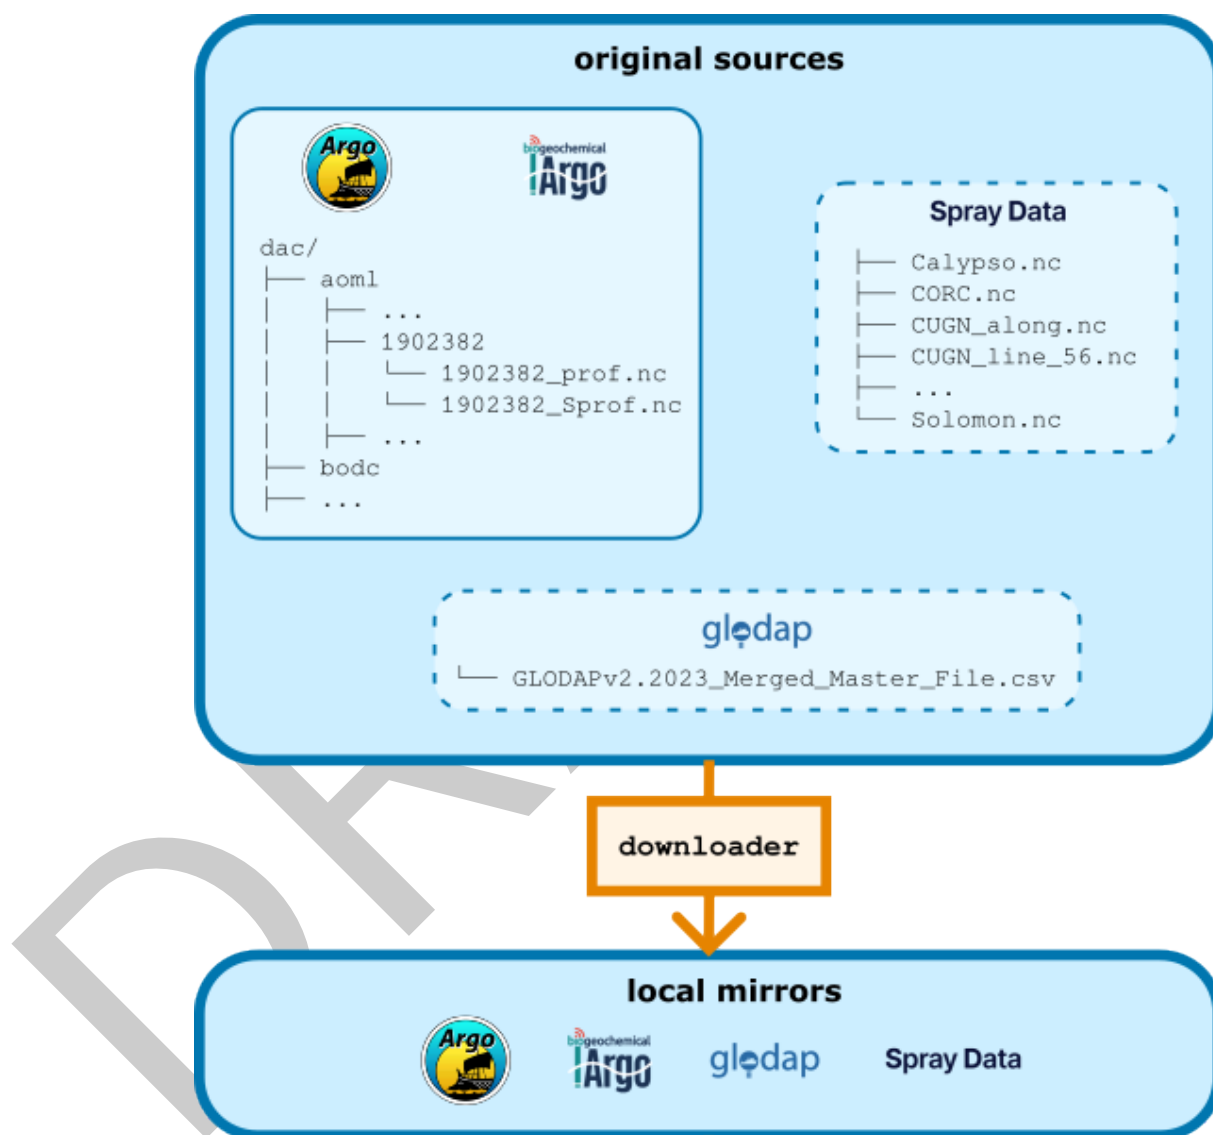 original sources
Argo
biogeochemical
Argo
dac/
├── aoml
│   ├── ...
│   ├── 1902382
│   │   └── 1902382_prof.nc
│   │   └── 1902382_Sprof.nc
│   ├── ...
├── bodc
├── ...
Spray Data
├── Calypso.nc
├── CORC.nc
├── CUGN_along.nc
├── CUGN_line_56.nc
├── ...
└── Solomon.nc
glodap
└── GLODAPv2.2023_Merged_Master_File.csv
downloader
local mirrors
Argo
biogeochemical
Argo
glodap
Spray Data